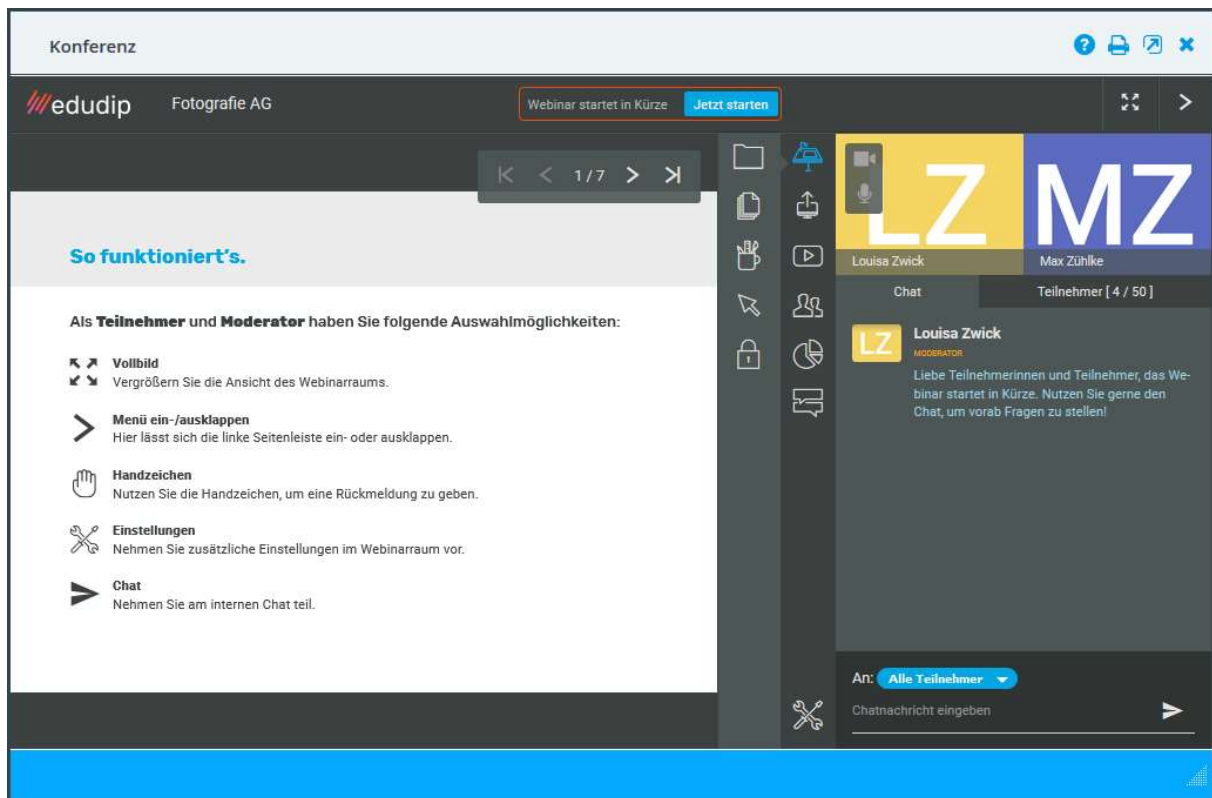 Konferenz
edudip
Fotografie AG
Webinar startet in Kürze
Jetzt starten
1/7
So funktioniert's.
Als Teilnehmer und Moderator haben Sie folgende Auswahlmöglichkeiten:
Vollbild
Vergrößern Sie die Ansicht des Webinarraums.
Menü ein-/ausklappen
Hier lässt sich die linke Seitenleiste ein- oder ausklappen.
Handzeichen
Nutzen Sie die Handzeichen, um eine Rückmeldung zu geben.
Einstellungen
Nehmen Sie zusätzliche Einstellungen im Webinarraum vor.
Chat
Nehmen Sie am internen Chat teil.
LZ
MZ
Louisa Zwick
Max Zühlke
Chat
Teilnehmer [ 4 / 50 ]
LZ
Louisa Zwick
MODERATOR
Liebe Teilnehmerinnen und Teilnehmer, das We-
binar startet in Kürze. Nutzen Sie gerne den
Chat, um vorab Fragen zu stellen!
An: Alle Teilnehmer
Chatnachricht eingeben